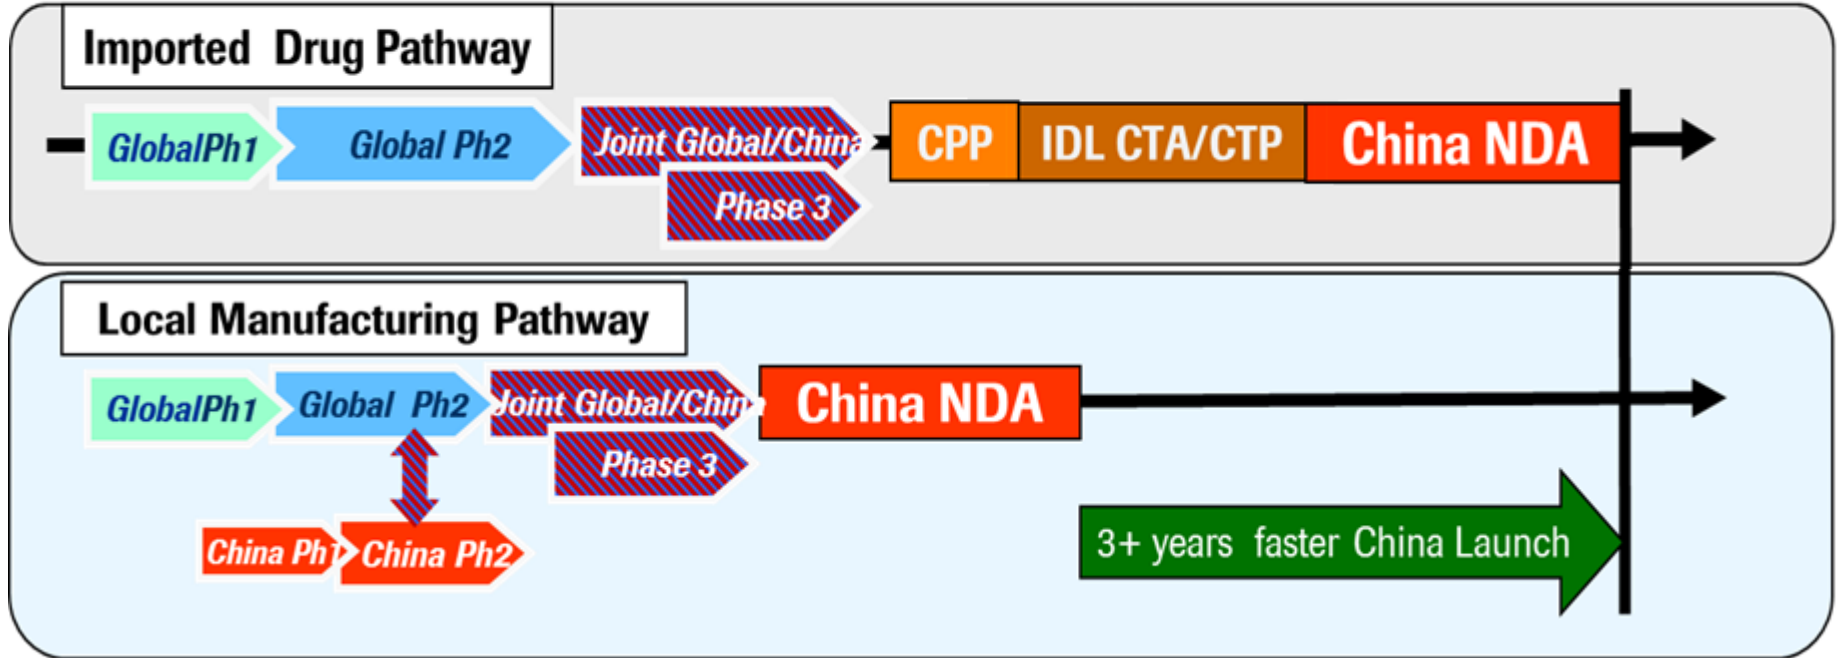 Imported Drug Pathway
GlobalPh1
Global Ph2
Joint Global/China
Phase 3
CPP
IDL CTA/CTP
China NDA
Local Manufacturing Pathway
GlobalPh1
Global Ph2
Joint Global/China
Phase 3
China NDA
China Ph1
China Ph2
3+ years faster China Launch